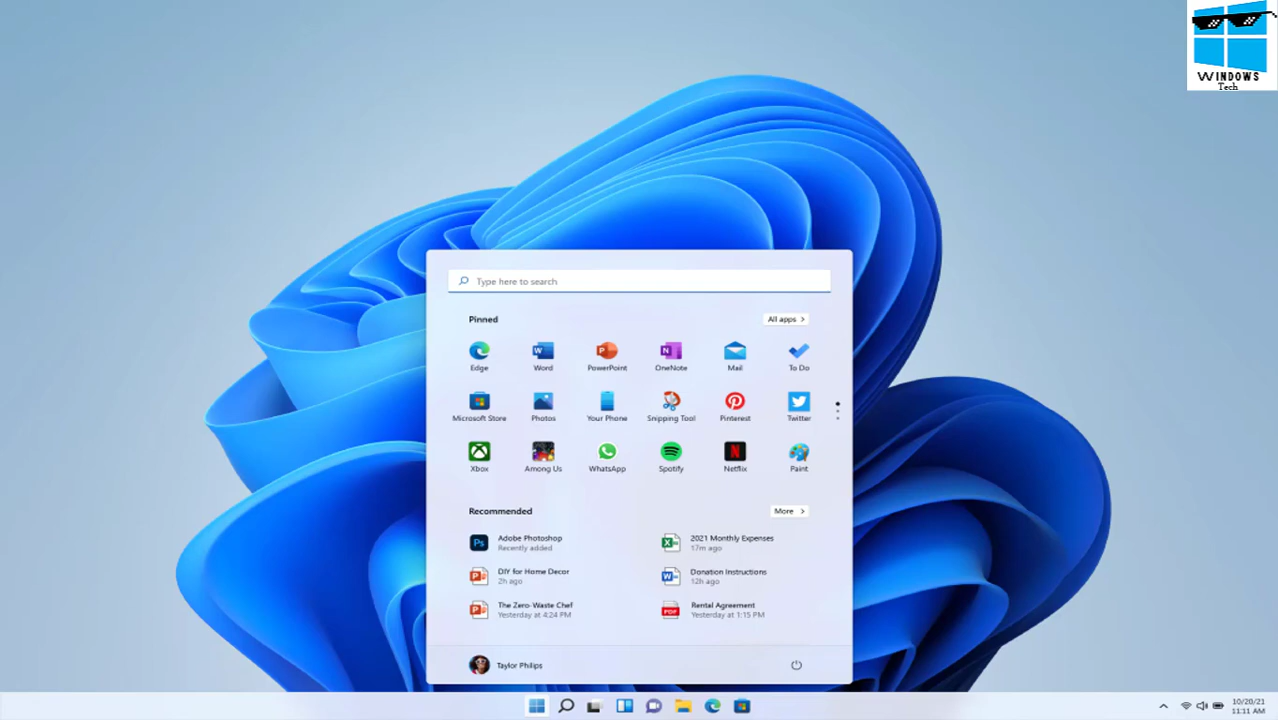 WINDOWS
Tech
Type here to search
Pinned
All apps
Edge
Word
PowerPoint
OneNote
Mail
To Do
Microsoft Store
Photos
Your Phone
Snipping Tool
Pinterest
Twitter
Xbox
Among Us
WhatsApp
Spotify
Netflix
Paint
Recommended
More
Adobe Photoshop
Recently added
2021 Monthly Expenses
17m ago
DIY for Home Decor
2h ago
Donation Instructions
12h ago
The Zero-Waste Chef
Yesterday at 4:24 PM
Rental Agreement
Yesterday at 1:15 PM
Taylor Philips
10/20/21
11:11 AM